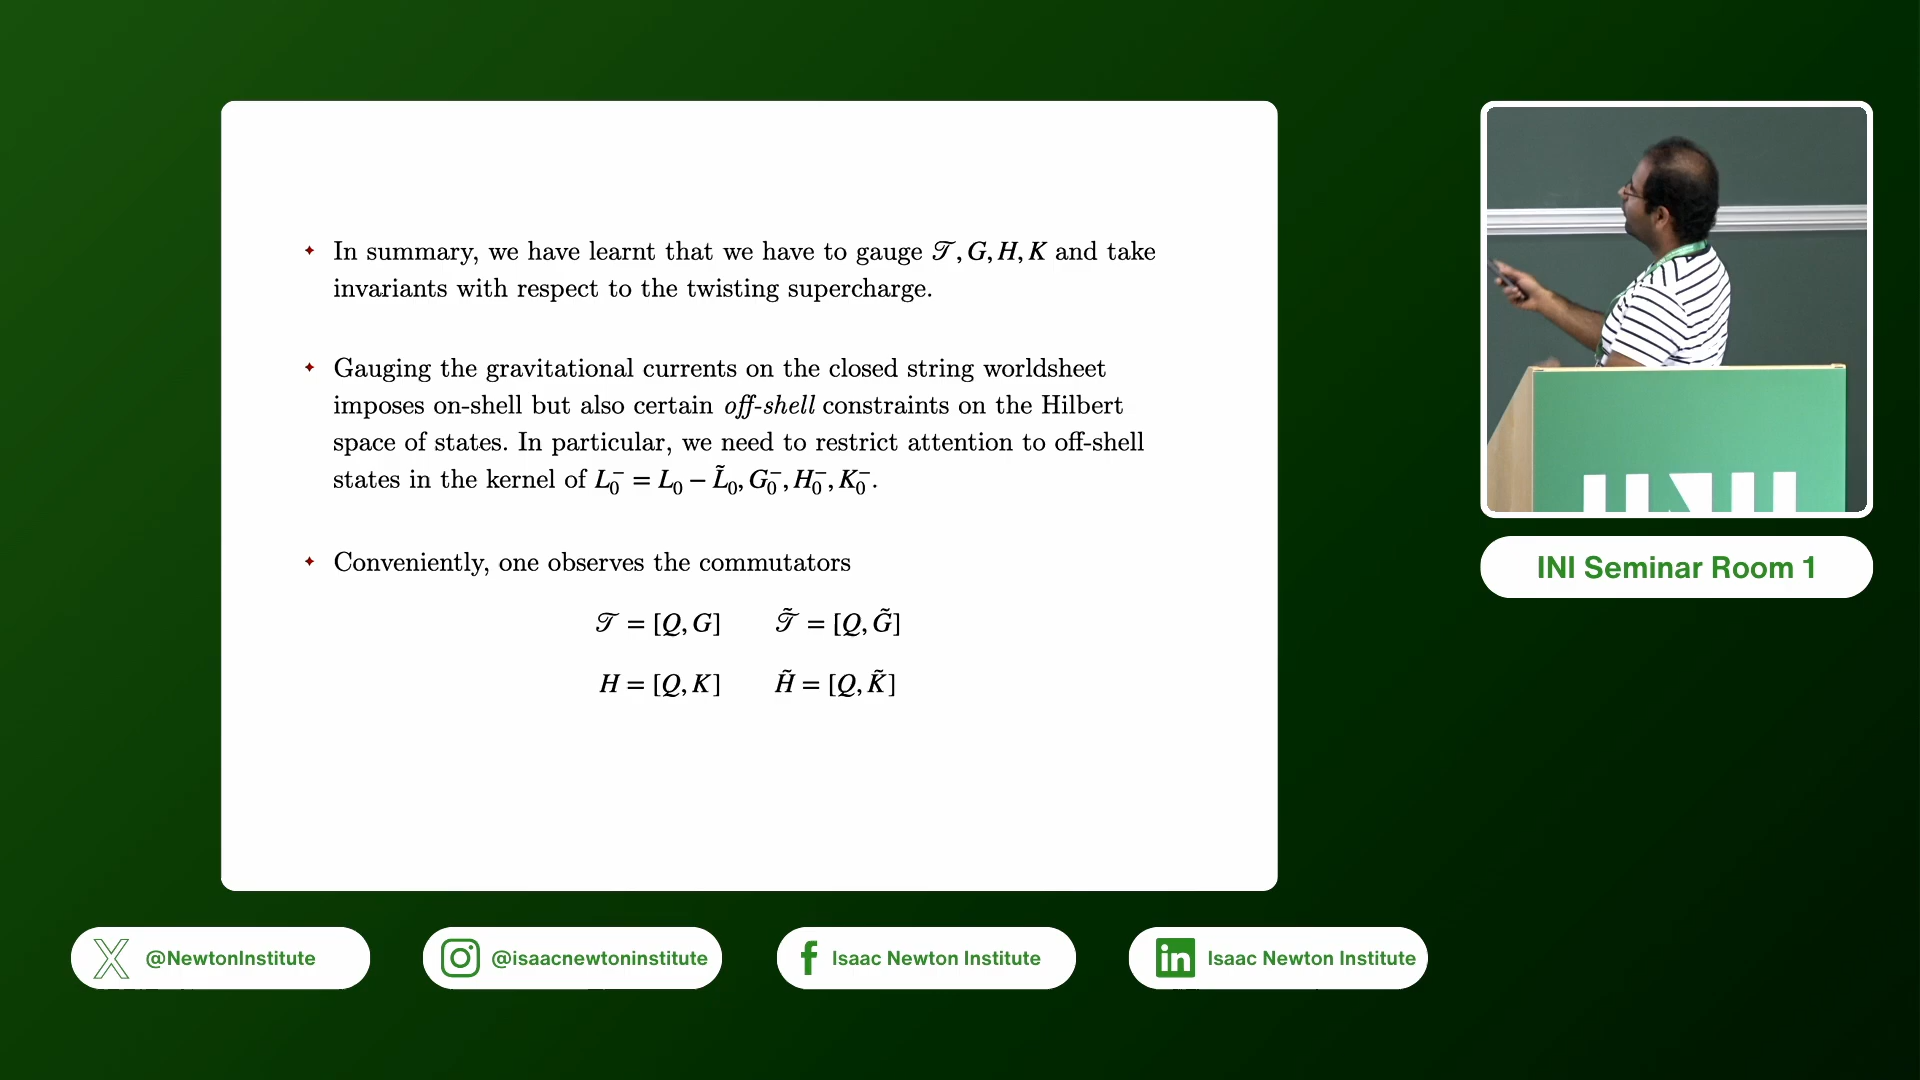 ✦ In summary, we have learnt that we have to gauge 𝒯, G, H, K and take
invariants with respect to the twisting supercharge.
✦ Gauging the gravitational currents on the closed string worldsheet
imposes on-shell but also certain off-shell constraints on the Hilbert
space of states. In particular, we need to restrict attention to off-shell
states in the kernel of L₀⁻ = L₀ − L̃₀, G₀⁻, H₀⁻, K₀⁻.
✦ Conveniently, one observes the commutators
𝒯 = [Q, G] 𝒯̃ = [Q, G̃]
H = [Q, K] H̃ = [Q, K̃]
INI Seminar Room 1
@NewtonInstitute
@isaacnewtoninstitute
Isaac Newton Institute
Isaac Newton Institute